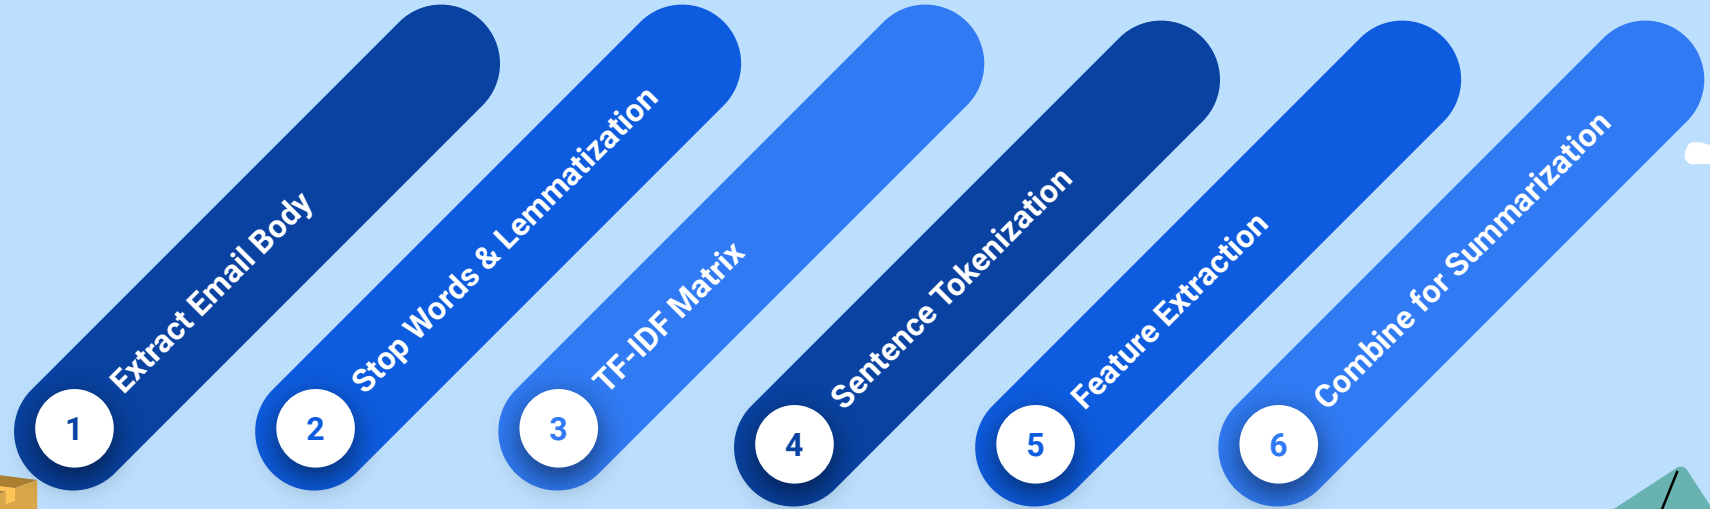 1
Extract Email Body
2
Stop Words & Lemmatization
3
TF-IDF Matrix
4
Sentence Tokenization
5
Feature Extraction
6
Combine for Summarization